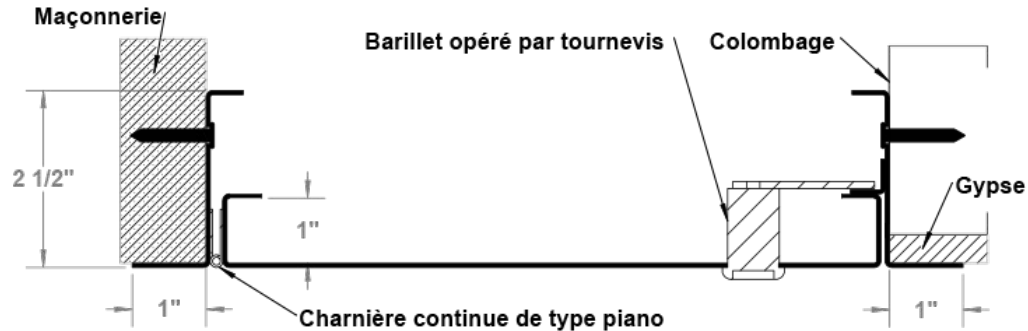 Maçonnerie
Barillet opéré par tournevis
Colombage
2 1/2"
1"
Gypse
1"
Charnière continue de type piano
1"